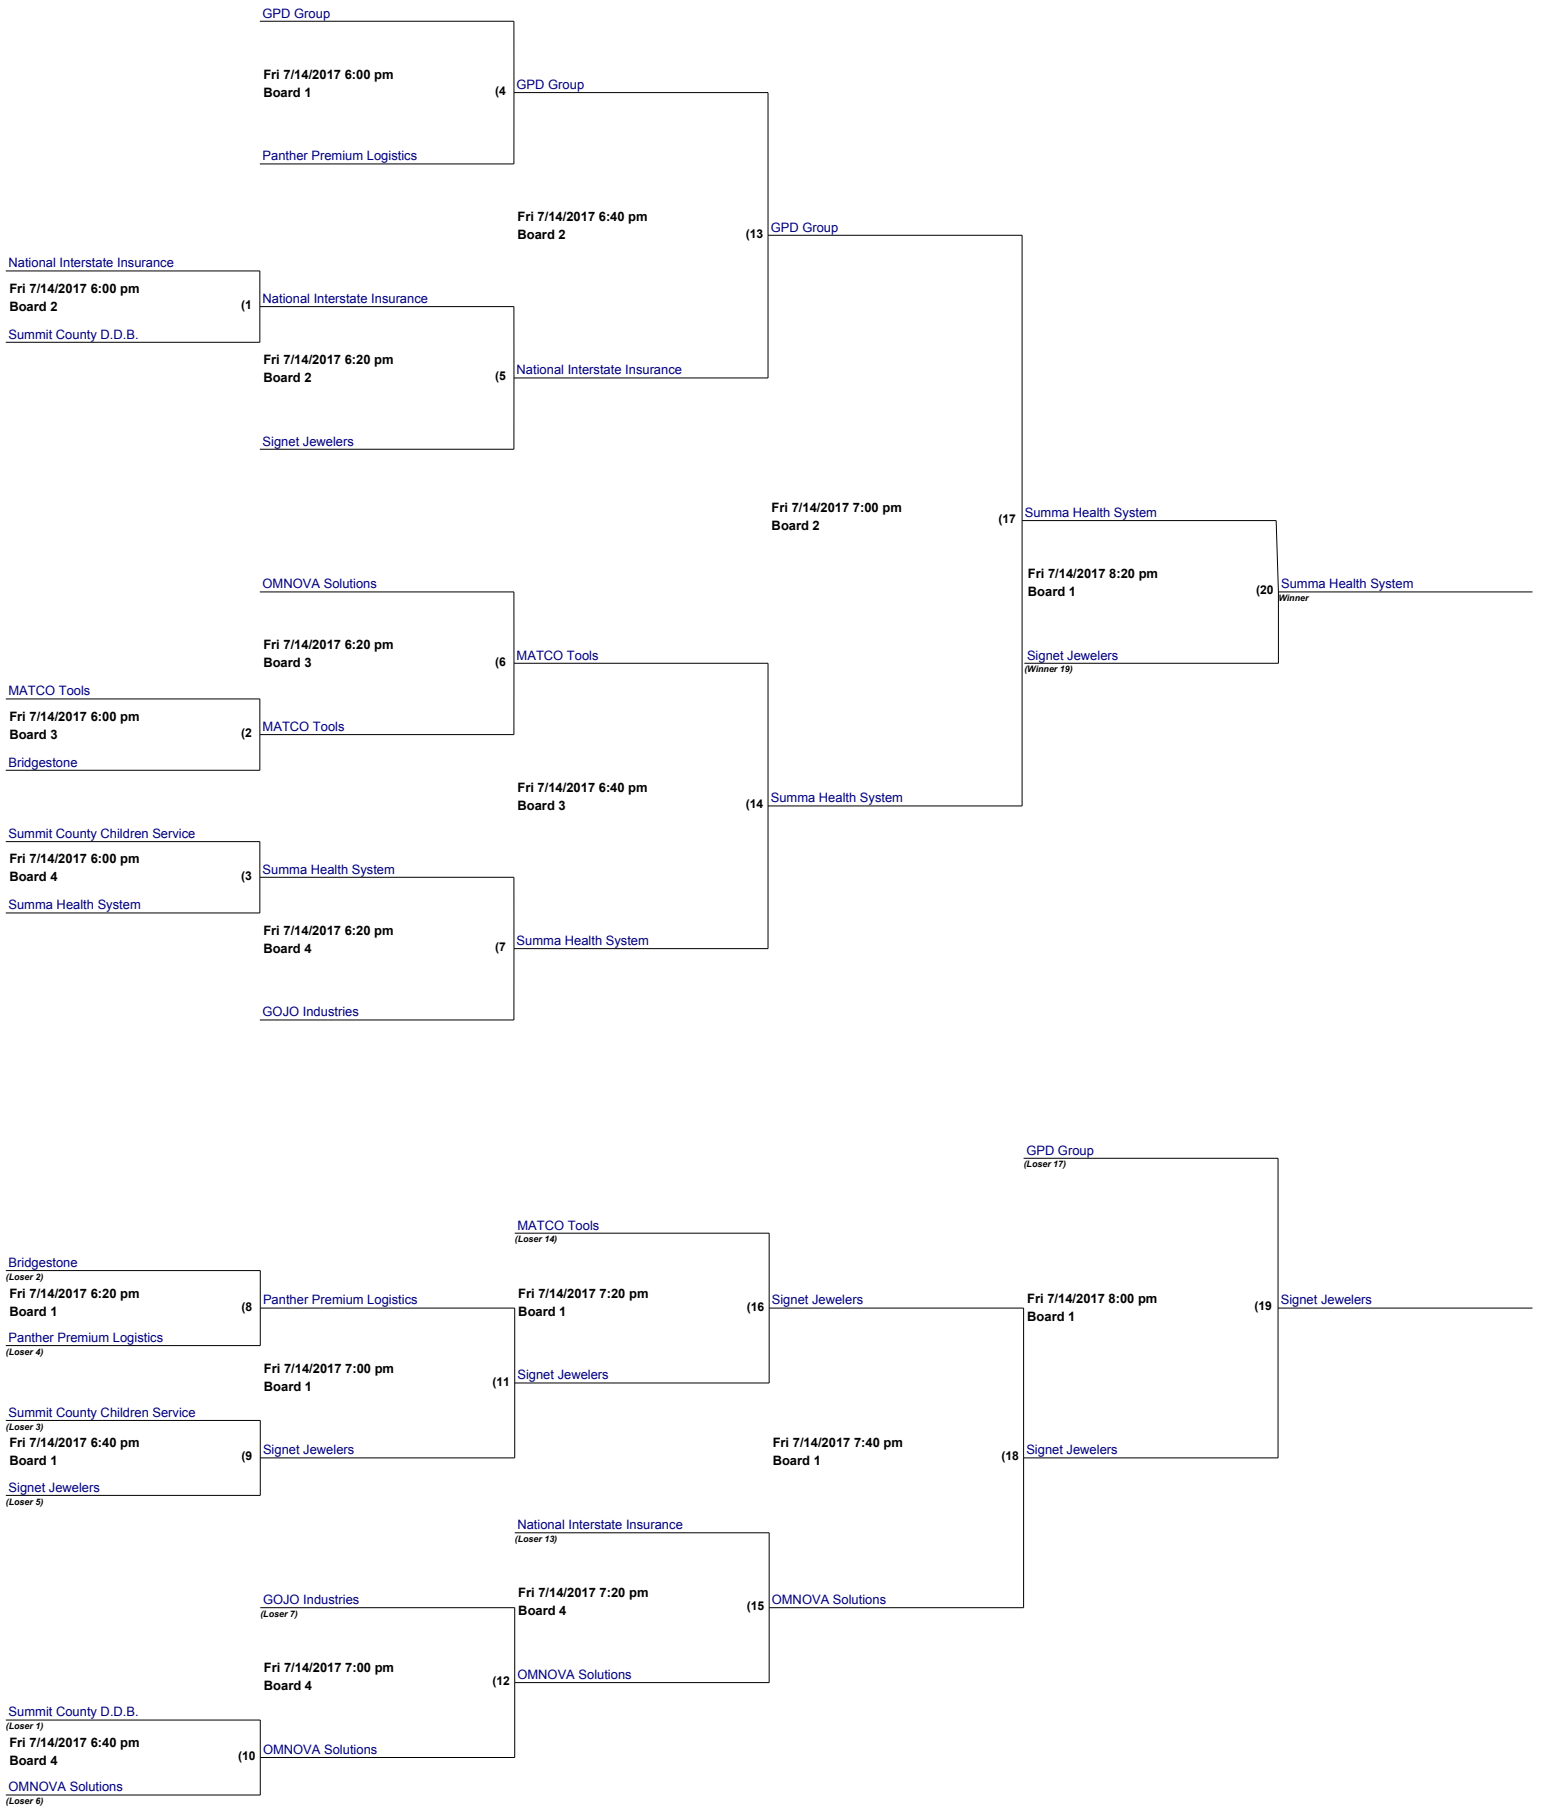 GPD Group
Fri 7/14/2017 6:00 pm
Board 1
(4
GPD Group
Panther Premium Logistics
Fri 7/14/2017 6:40 pm
Board 2
(13
GPD Group
National Interstate Insurance
Fri 7/14/2017 6:00 pm
Board 2
(1
National Interstate Insurance
Summit County D.D.B.
Fri 7/14/2017 6:20 pm
Board 2
(5
National Interstate Insurance
Signet Jewelers
Fri 7/14/2017 7:00 pm
Board 2
(17
Summa Health System
OMNOVA Solutions
Fri 7/14/2017 8:20 pm
Board 1
(20
Summa Health System
Winner
Fri 7/14/2017 6:20 pm
Board 3
(6
MATCO Tools
Signet Jewelers
(Winner 19)
MATCO Tools
Fri 7/14/2017 6:00 pm
Board 3
(2
MATCO Tools
Bridgestone
Fri 7/14/2017 6:40 pm
Board 3
(14
Summa Health System
Summit County Children Service
Fri 7/14/2017 6:00 pm
Board 4
(3
Summa Health System
Summa Health System
Fri 7/14/2017 6:20 pm
Board 4
(7
Summa Health System
GOJO Industries
GPD Group
(Loser 17)
MATCO Tools
(Loser 14)
Bridgestone
(Loser 2)
Fri 7/14/2017 6:20 pm
Board 1
(8
Panther Premium Logistics
Fri 7/14/2017 7:20 pm
Board 1
(16
Signet Jewelers
Fri 7/14/2017 8:00 pm
Board 1
(19
Signet Jewelers
Panther Premium Logistics
(Loser 4)
Fri 7/14/2017 7:00 pm
Board 1
(11
Signet Jewelers
Summit County Children Service
(Loser 3)
Fri 7/14/2017 6:40 pm
Board 1
(9
Signet Jewelers
Fri 7/14/2017 7:40 pm
Board 1
(18
Signet Jewelers
Signet Jewelers
(Loser 5)
National Interstate Insurance
(Loser 13)
GOJO Industries
(Loser 7)
Fri 7/14/2017 7:20 pm
Board 4
(15
OMNOVA Solutions
Fri 7/14/2017 7:00 pm
Board 4
(12
OMNOVA Solutions
Summit County D.D.B.
(Loser 1)
Fri 7/14/2017 6:40 pm
Board 4
(10
OMNOVA Solutions
OMNOVA Solutions
(Loser 6)